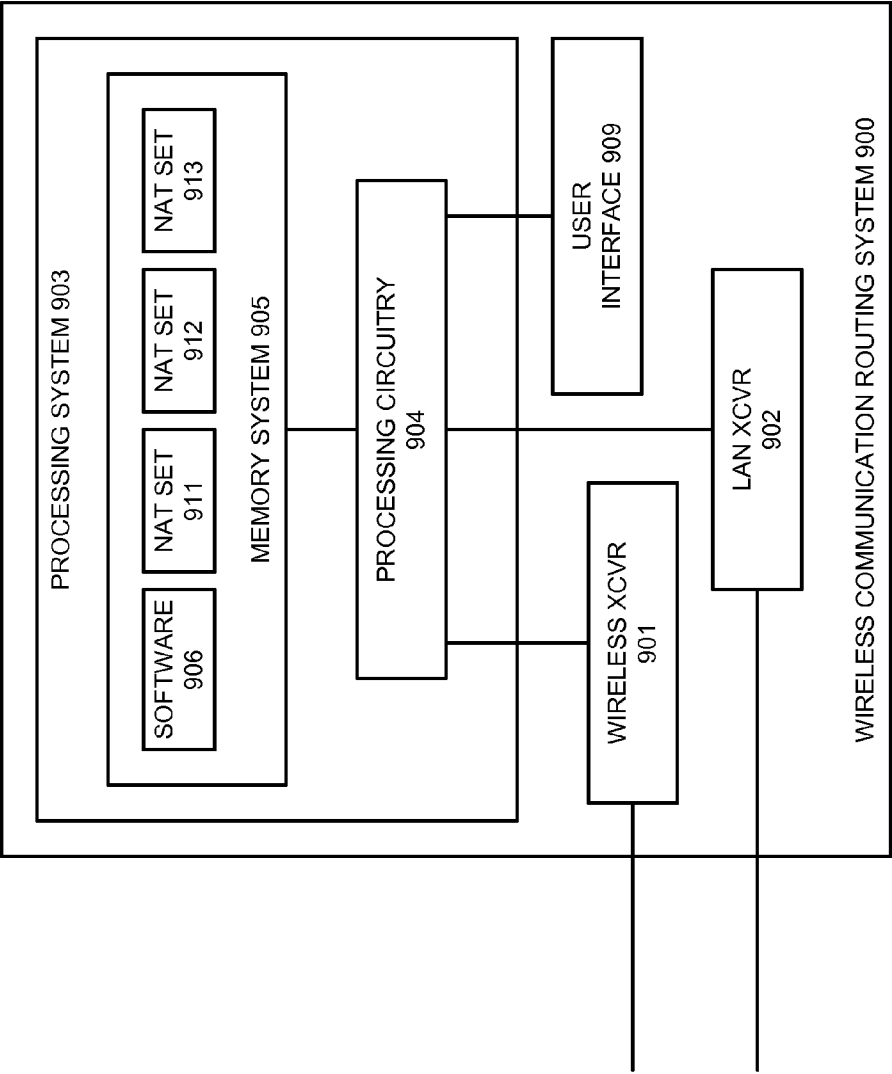 PROCESSING SYSTEM 903
SOFTWARE
906
NAT SET
911
NAT SET
912
NAT SET
913
MEMORY SYSTEM 905
PROCESSING CIRCUITRY
904
USER
INTERFACE 909
WIRELESS XCVR
901
LAN XCVR
902
WIRELESS COMMUNICATION ROUTING SYSTEM 900